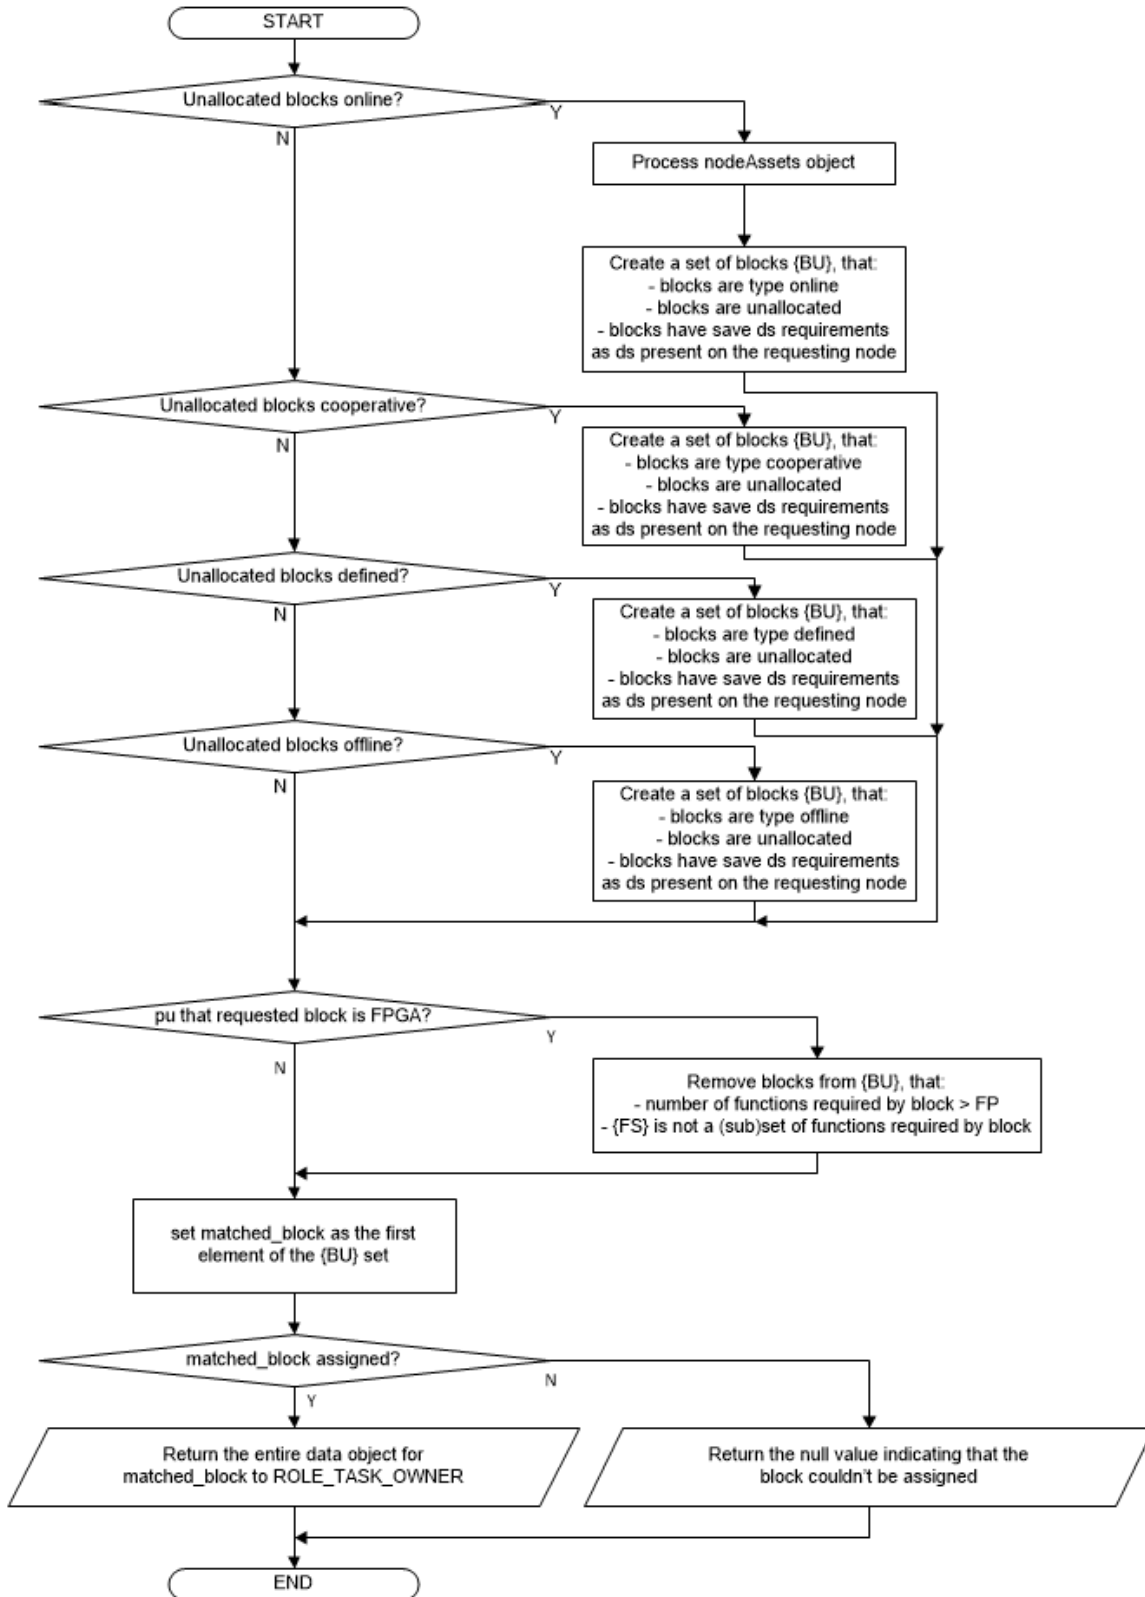 START
Unallocated blocks online?
Y
N
Process nodeAssets object
Create a set of blocks {BU}, that:
- blocks are type online
- blocks are unallocated
- blocks have save ds requirements
as ds present on the requesting node
Unallocated blocks cooperative?
Y
N
Create a set of blocks {BU}, that:
- blocks are type cooperative
- blocks are unallocated
- blocks have save ds requirements
as ds present on the requesting node
Unallocated blocks defined?
Y
N
Create a set of blocks {BU}, that:
- blocks are type defined
- blocks are unallocated
- blocks have save ds requirements
as ds present on the requesting node
Unallocated blocks offline?
Y
N
Create a set of blocks {BU}, that:
- blocks are type offline
- blocks are unallocated
- blocks have save ds requirements
as ds present on the requesting node
pu that requested block is FPGA?
Y
N
Remove blocks from {BU}, that:
- number of functions required by block > FP
- {FS} is not a (sub)set of functions required by block
set matched_block as the first
element of the {BU} set
matched_block assigned?
N
Y
Return the entire data object for
matched_block to ROLE_TASK_OWNER
Return the null value indicating that the
block couldn't be assigned
END